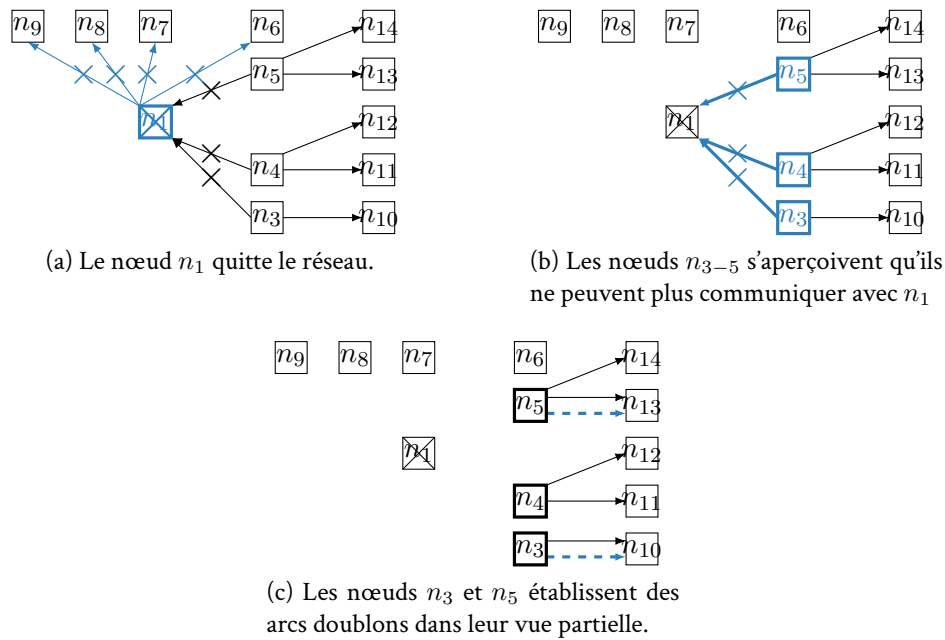 n9 n8 n7 n6 n14
n5 n13
n1 n12
n4 n11
n3 n10
(a) Le nœud n1 quitte le réseau.
n9 n8 n7 n6 n14
n5 n13
n1 n12
n4 n11
n3 n10
(b) Les nœuds n3−5 s'aperçoivent qu'ils
ne peuvent plus communiquer avec n1
n9 n8 n7 n6 n14
n5 n13
n1 n12
n4 n11
n3 n10
(c) Les nœuds n3 et n5 établissent des
arcs doublons dans leur vue partielle.